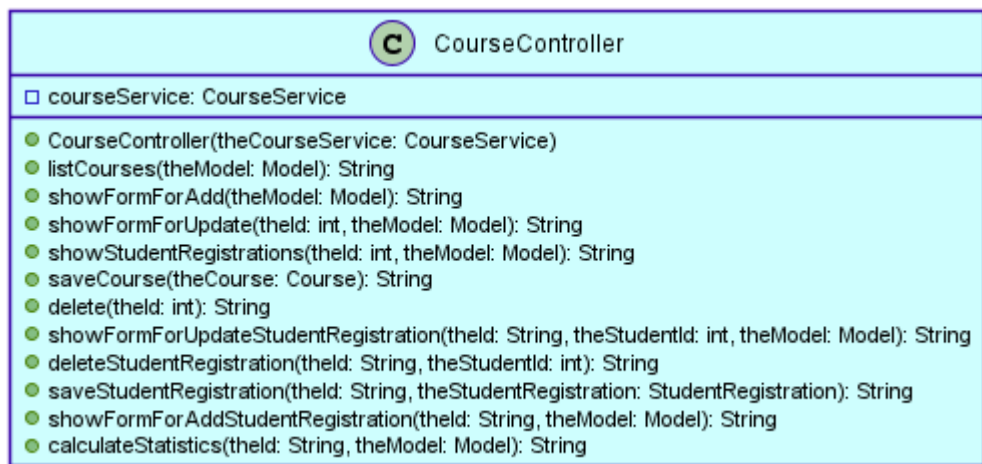 C CourseController
courseService: CourseService
CourseController(theCourseService: CourseService)
listCourses(theModel: Model): String
showFormForAdd(theModel: Model): String
showFormForUpdate(theId: int, theModel: Model): String
showStudentRegistrations(theId: int, theModel: Model): String
saveCourse(theCourse: Course): String
delete(theId: int): String
showFormForUpdateStudentRegistration(theId: String, theStudentId: int, theModel: Model): String
deleteStudentRegistration(theId: String, theStudentId: int): String
saveStudentRegistration(theId: String, theStudentRegistration: StudentRegistration): String
showFormForAddStudentRegistration(theId: String, theModel: Model): String
calculateStatistics(theId: String, theModel: Model): String